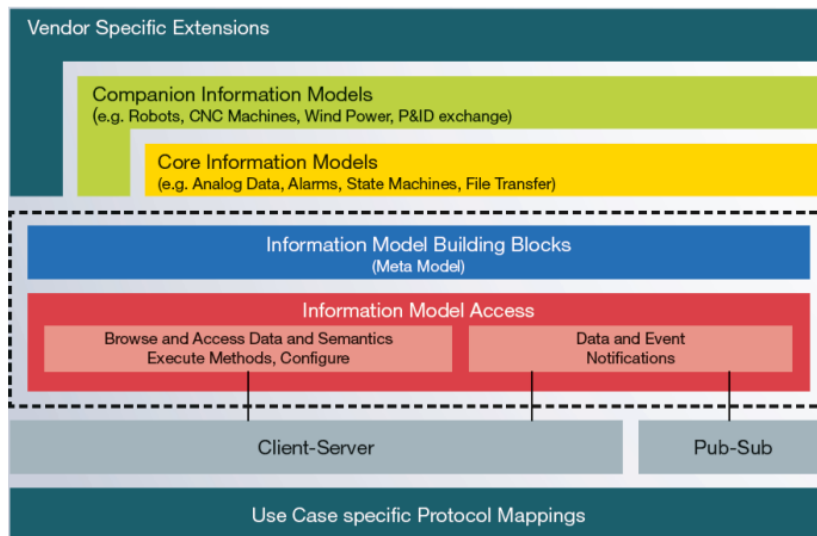 Vendor Specific Extensions
Companion Information Models
(e.g. Robots, CNC Machines, Wind Power, P&ID exchange)
Core Information Models
(e.g. Analog Data, Alarms, State Machines, File Transfer)
Information Model Building Blocks
(Meta Model)
Information Model Access
Browse and Access Data and Semantics
Execute Methods, Configure
Data and Event
Notifications
Client-Server
Pub-Sub
Use Case specific Protocol Mappings